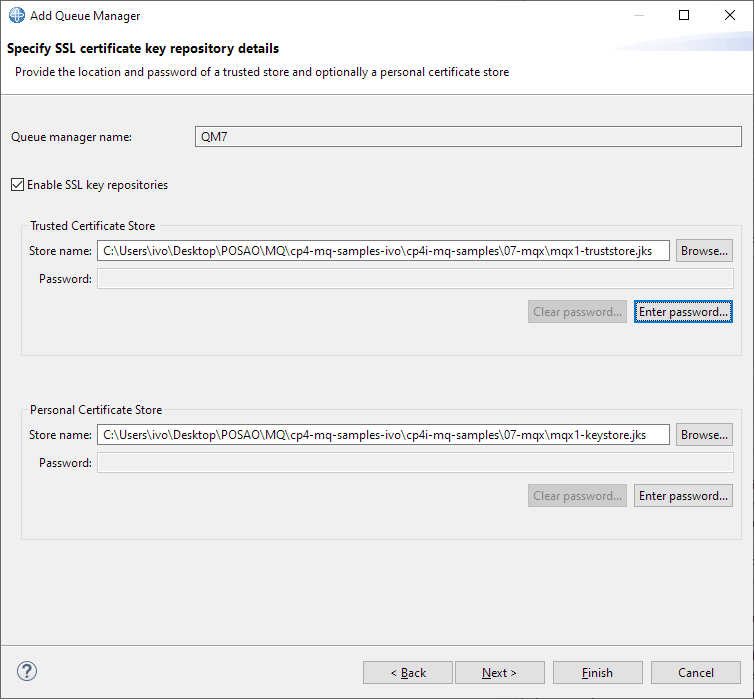 Add Queue Manager
Specify SSL certificate key repository details
Provide the location and password of a trusted store and optionally a personal certificate store
Queue manager name: QM7
Enable SSL key repositories
Trusted Certificate Store
Store name: C:\Users\ivo\Desktop\POSAO\MQ\cp4-mq-samples-ivo\cp4i-mq-samples\07-mqx\mqx1-truststore.jks Browse...
Password:
Clear password... Enter password...
Personal Certificate Store
Store name: C:\Users\ivo\Desktop\POSAO\MQ\cp4-mq-samples-ivo\cp4i-mq-samples\07-mqx\mqx1-keystore.jks Browse...
Password:
Clear password... Enter password...
? < Back Next > Finish Cancel